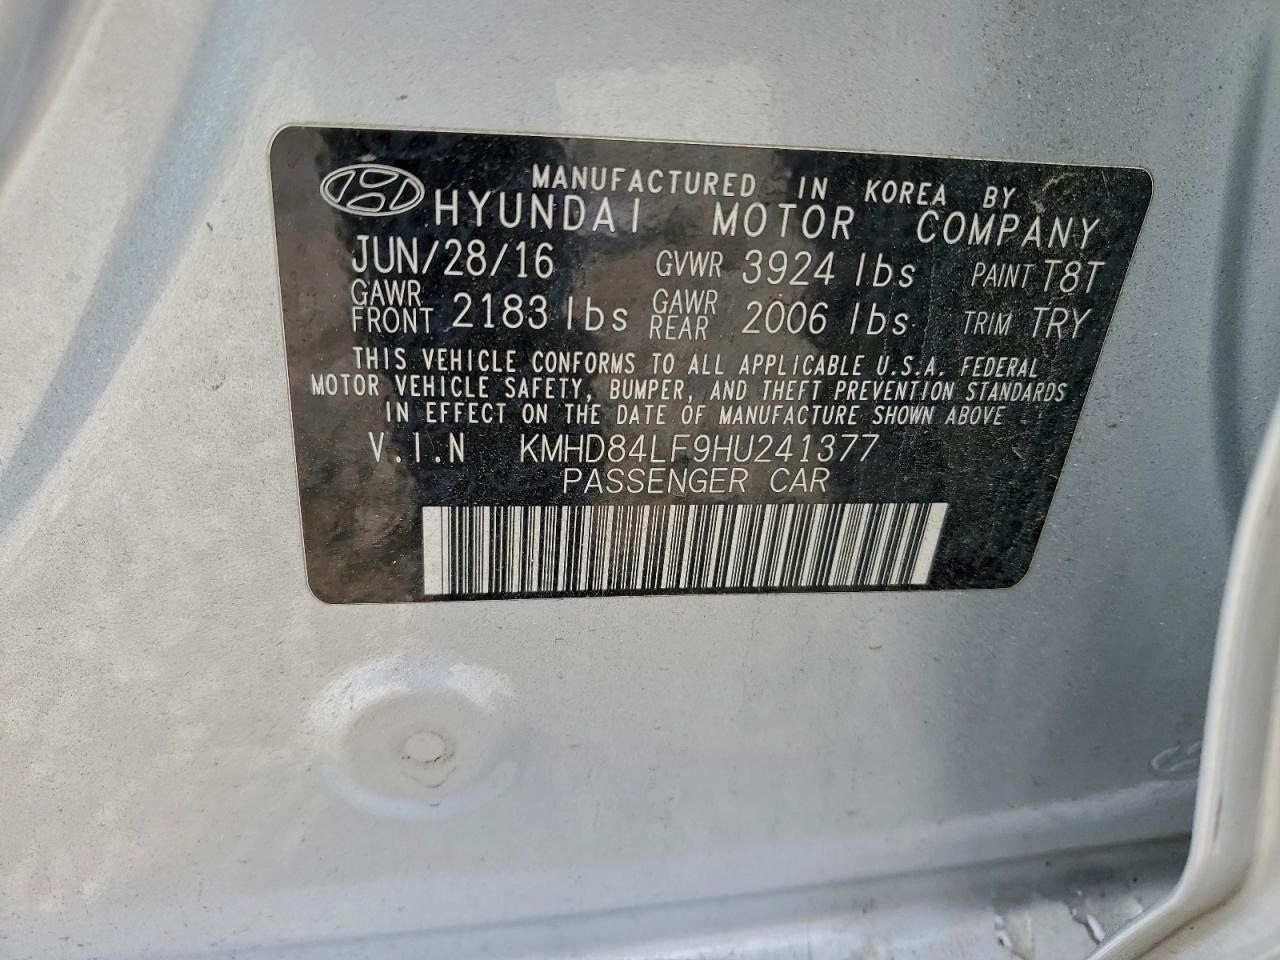 MANUFACTURED IN KOREA BY
HYUNDAI MOTOR COMPANY
JUN/28/16 GVWR 3924 lbs PAINT T8T
GAWR FRONT 2183 lbs GAWR REAR 2006 lbs TRIM TRY
THIS VEHICLE CONFORMS TO ALL APPLICABLE U.S.A. FEDERAL
MOTOR VEHICLE SAFETY, BUMPER, AND THEFT PREVENTION STANDARDS
IN EFFECT ON THE DATE OF MANUFACTURE SHOWN ABOVE
V.I.N KMHD84LF9HU241377
PASSENGER CAR